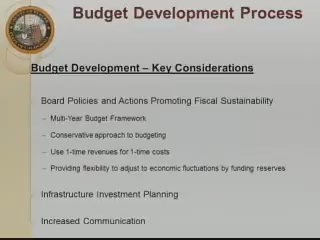 Budget Development Process
Budget Development – Key Considerations
Board Policies and Actions Promoting Fiscal Sustainability
– Multi-Year Budget Framework
– Conservative approach to budgeting
– Use 1-time revenues for 1-time costs
– Providing flexibility to adjust to economic fluctuations by funding reserves
Infrastructure Investment Planning
Increased Communication